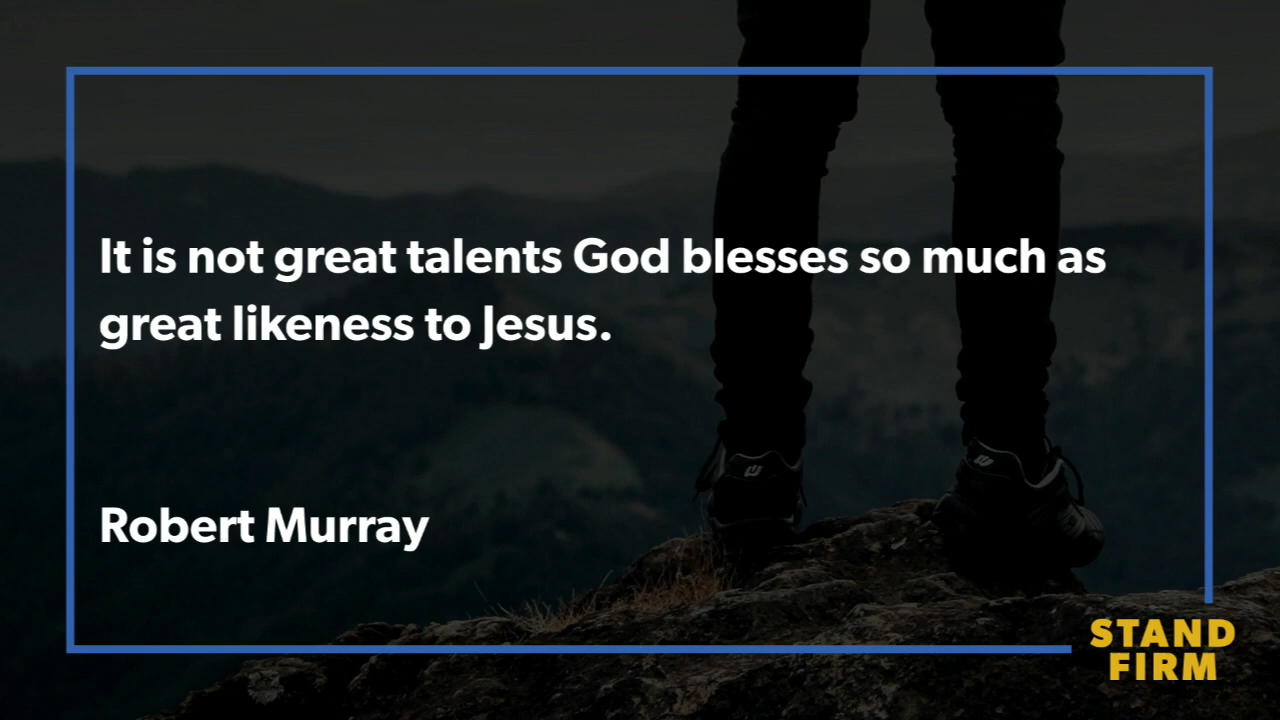 It is not great talents God blesses so much as
great likeness to Jesus.
Robert Murray
STAND
FIRM